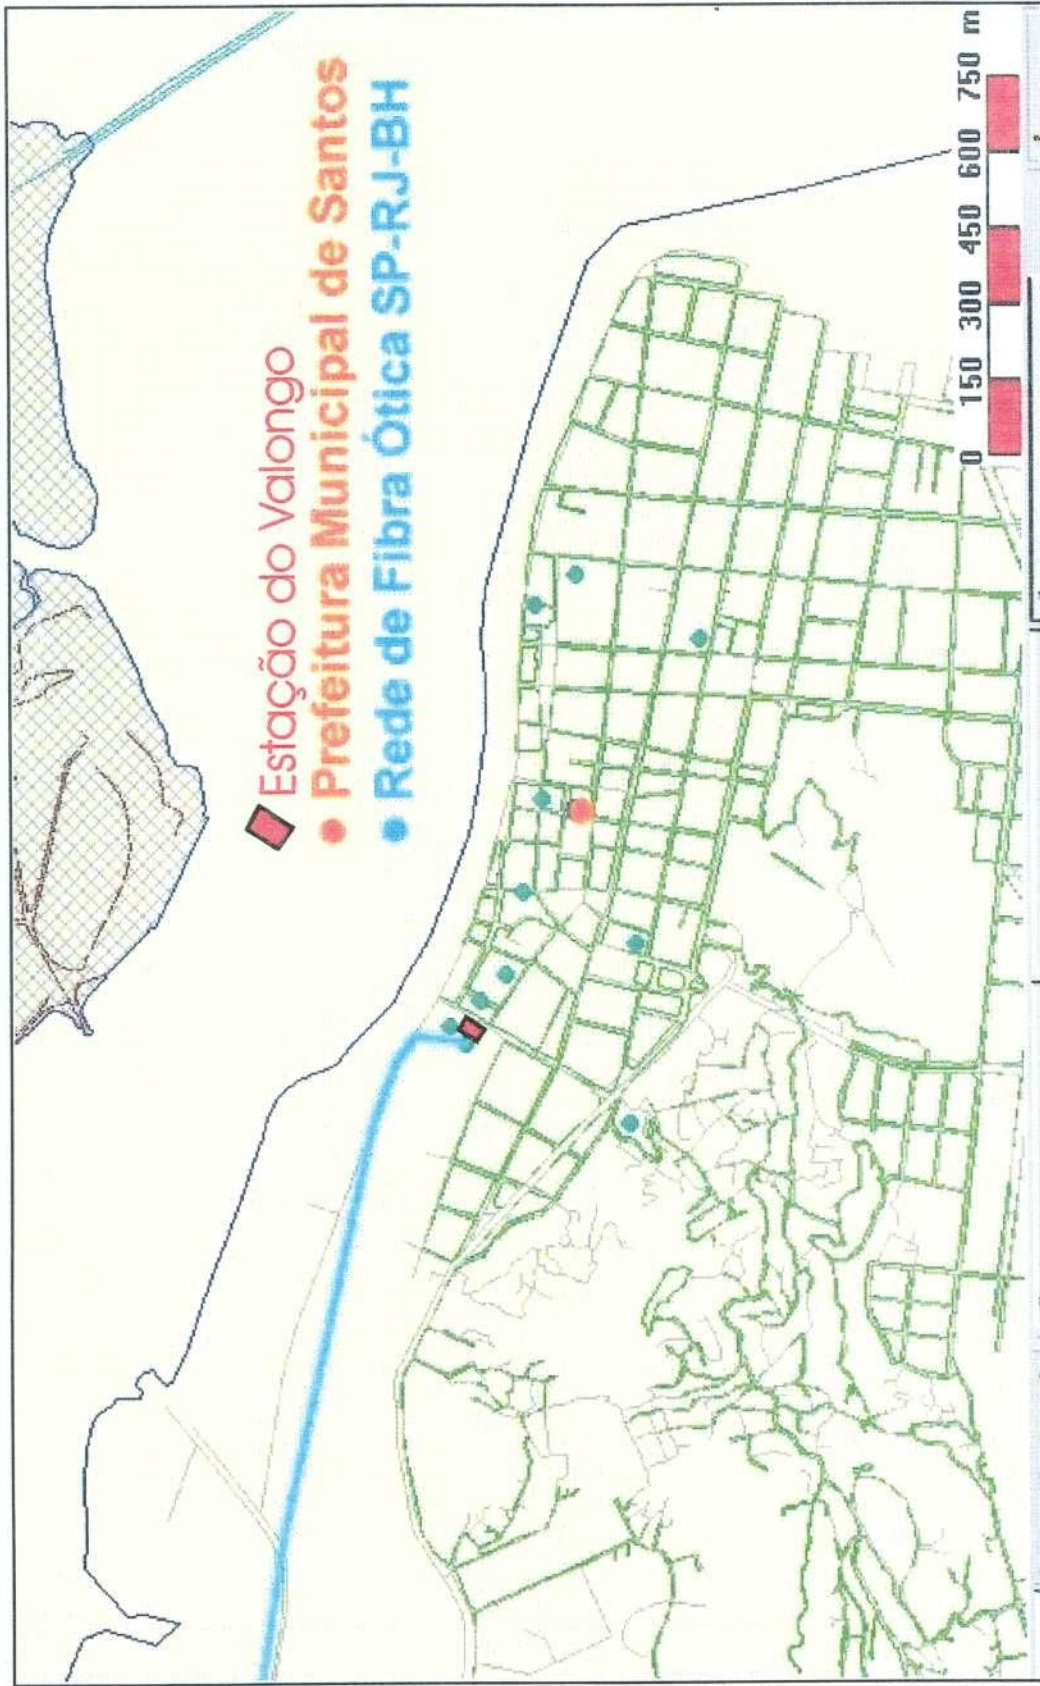 Estação do Valongo
Prefeitura Municipal de Santos
Rede de Fibra Ótica SP-RJ-BH
0 150 300 450 600 750 m